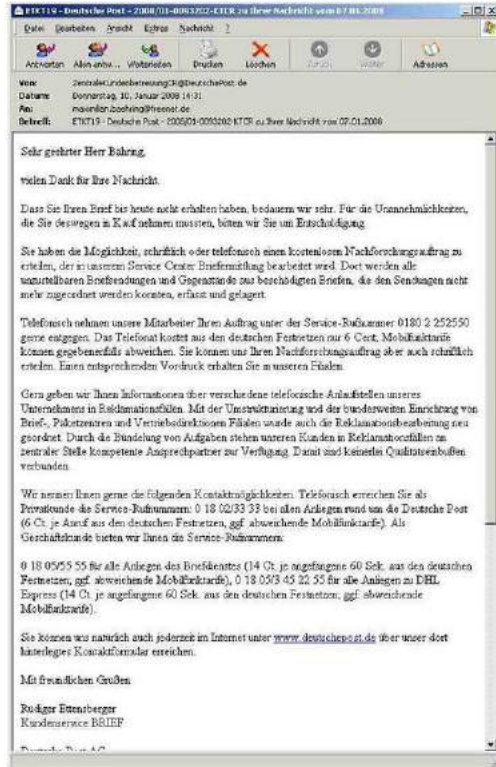 ETKT19 - Deutsche Post - 2008/01-0093202-KTCR zu Ihrer Nachricht vom 07.01.2008
Datei Bearbeiten Ansicht Extras Nachricht ?
Antworten Allen antw... Weiterleiten Drucken Löschen Zurück Weiter Adressen
Von: ZentraleKundenbetreuungCR@DeutschePost.de
Datum: Donnerstag, 10. Januar 2008 14:31
An: maximilian.baehring@freenet.de
Betreff: ETKT19 - Deutsche Post - 2008/01-0093202-KTCR zu Ihrer Nachricht vom 07.01.2008
Sehr geehrter Herr Bähring,
vielen Dank für Ihre Nachricht.
Dass Sie Ihren Brief bis heute nicht erhalten haben, bedauern wir sehr. Für die Unannehmlichkeiten,
die Sie deswegen in Kauf nehmen mussten, bitten wir Sie um Entschuldigung.
Sie haben die Möglichkeit, schriftlich oder telefonisch einen kostenlosen Nachforschungsauftrag zu
erteilen, der in unserem Service Center Briefermittlung bearbeitet wird. Dort werden alle
unzustellbaren Briefsendungen und Gegenstände aus beschädigten Briefen, die den Sendungen nicht
mehr zugeordnet werden konnten, erfasst und gelagert.
Telefonisch nehmen unsere Mitarbeiter Ihren Auftrag unter der Service-Rufnummer 0180 2 252550
gerne entgegen. Das Telefonat kostet aus den deutschen Festnetzen nur 6 Cent, Mobilfunktarife
können gegebenenfalls abweichen. Sie können uns Ihren Nachforschungsauftrag aber auch schriftlich
erteilen. Einen entsprechenden Vordruck erhalten Sie in unseren Filialen.
Gern geben wir Ihnen Informationen über verschiedene telefonische Anlaufstellen unseres
Unternehmens in Reklamationsfällen. Mit der Umstrukturierung und der bundesweiten Einrichtung von
Brief-, Paketzentren und Vertriebsdirektionen Filialen wurde auch die Reklamationsbearbeitung neu
geordnet. Durch die Bündelung von Aufgaben stehen unseren Kunden in Reklamationsfällen an
zentraler Stelle kompetente Ansprechpartner zur Verfügung. Damit sind keinerlei Qualitätseinbußen
verbunden.
Wir nennen Ihnen gerne die folgenden Kontaktmöglichkeiten. Telefonisch erreichen Sie als
Privatkunde die Service-Rufnummern: 0 18 02/33 33 bei allen Anliegen rund um die Deutsche Post
(6 Ct. je Anruf aus den deutschen Festnetzen, ggf. abweichende Mobilfunktarife). Als
Geschäftskunde bieten wir Ihnen die Service-Rufnummern:
0 18 05/55 55 für alle Anliegen des Briefdienstes (14 Ct. je angefangene 60 Sek. aus den deutschen
Festnetzen, ggf. abweichende Mobilfunktarife), 0 18 05/3 45 22 55 für alle Anliegen zu DHL
Express (14 Ct. je angefangene 60 Sek. aus den deutschen Festnetzen; ggf. abweichende
Mobilfunktarife).
Sie können uns natürlich auch jederzeit im Internet unter www.deutschepost.de über unser dort
hinterlegtes Kontaktformular erreichen.
Mit freundlichen Grüßen
Rüdiger Ettensberger
Kundenservice BRIEF
Deutsche Post AG